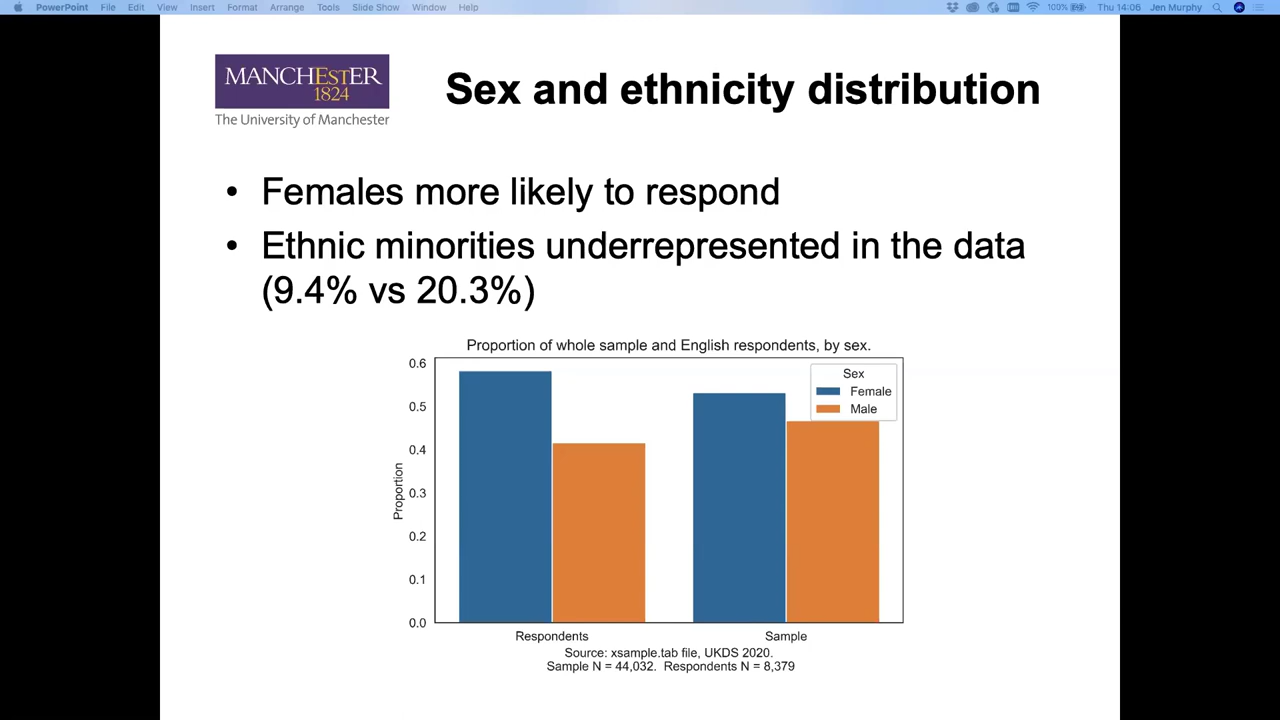 PowerPoint File Edit View Insert Format Arrange Tools Slide Show Window Help 100% Thu 14:06 Jen Murphy
MANCHESTER
1824
The University of Manchester
Sex and ethnicity distribution
• Females more likely to respond
• Ethnic minorities underrepresented in the data
(9.4% vs 20.3%)
Proportion of whole sample and English respondents, by sex.
0.6
0.5
0.4
0.3
0.2
0.1
0.0
Proportion
Sex
Female
Male
Respondents Sample
Source: xsample.tab file, UKDS 2020.
Sample N = 44,032. Respondents N = 8,379